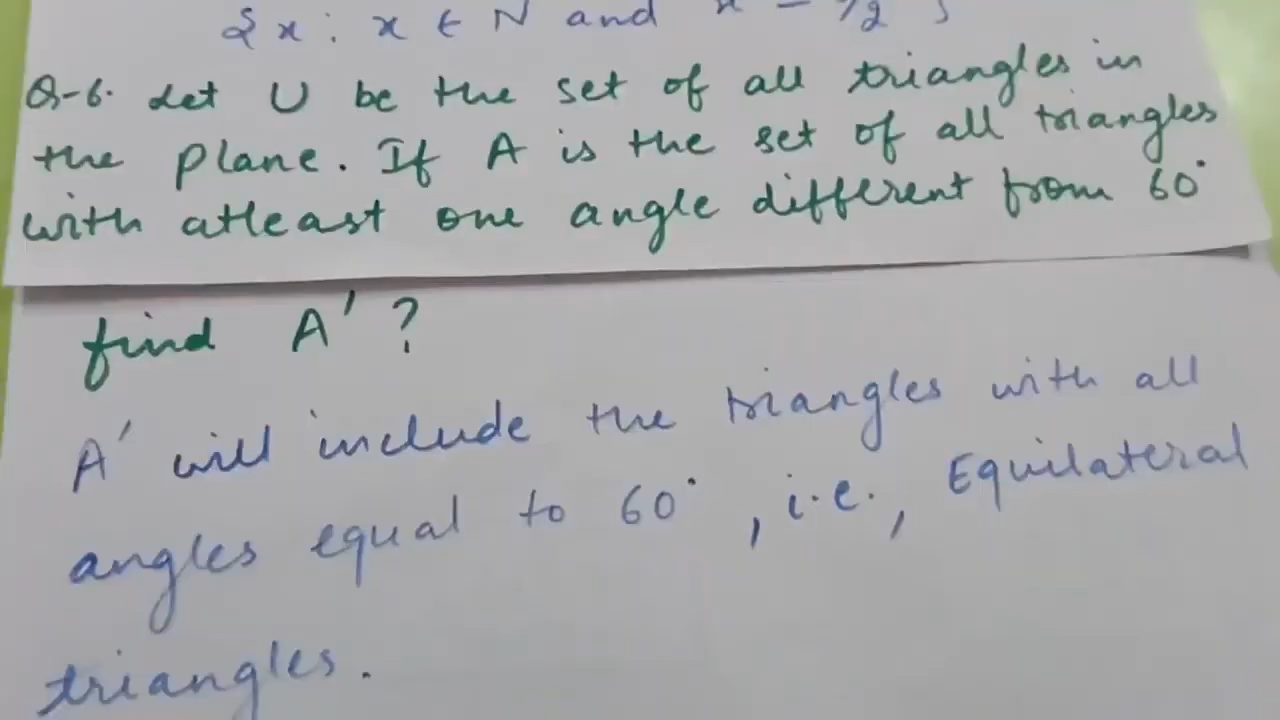 {x : x ∈ N and x
Q-6. Let U be the set of all triangles in
the plane. If A is the set of all triangles
with atleast one angle different from 60°
find A' ?
A' will include the triangles with all
angles equal to 60° , i.e., Equilateral
triangles.